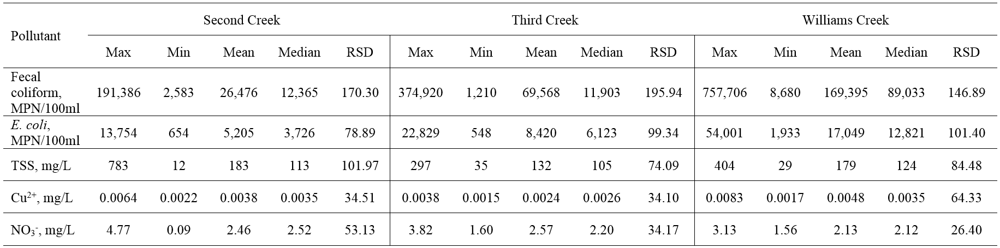 Pollutant Second Creek Third Creek Williams Creek
Max Min Mean Median RSD Max Min Mean Median RSD Max Min Mean Median RSD
Fecal
coliform,
MPN/100ml 191,386 2,583 26,476 12,365 170.30 374,920 1,210 69,568 11,903 195.94 757,706 8,680 169,395 89,033 146.89
E. coli,
MPN/100ml 13,754 654 5,205 3,726 78.89 22,829 548 8,420 6,123 99.34 54,001 1,933 17,049 12,821 101.40
TSS, mg/L 783 12 183 113 101.97 297 35 132 105 74.09 404 29 179 124 84.48
Cu²⁺, mg/L 0.0064 0.0022 0.0038 0.0035 34.51 0.0038 0.0015 0.0024 0.0026 34.10 0.0083 0.0017 0.0048 0.0035 64.33
NO₃⁻, mg/L 4.77 0.09 2.46 2.52 53.13 3.82 1.60 2.57 2.20 34.17 3.13 1.56 2.13 2.12 26.40